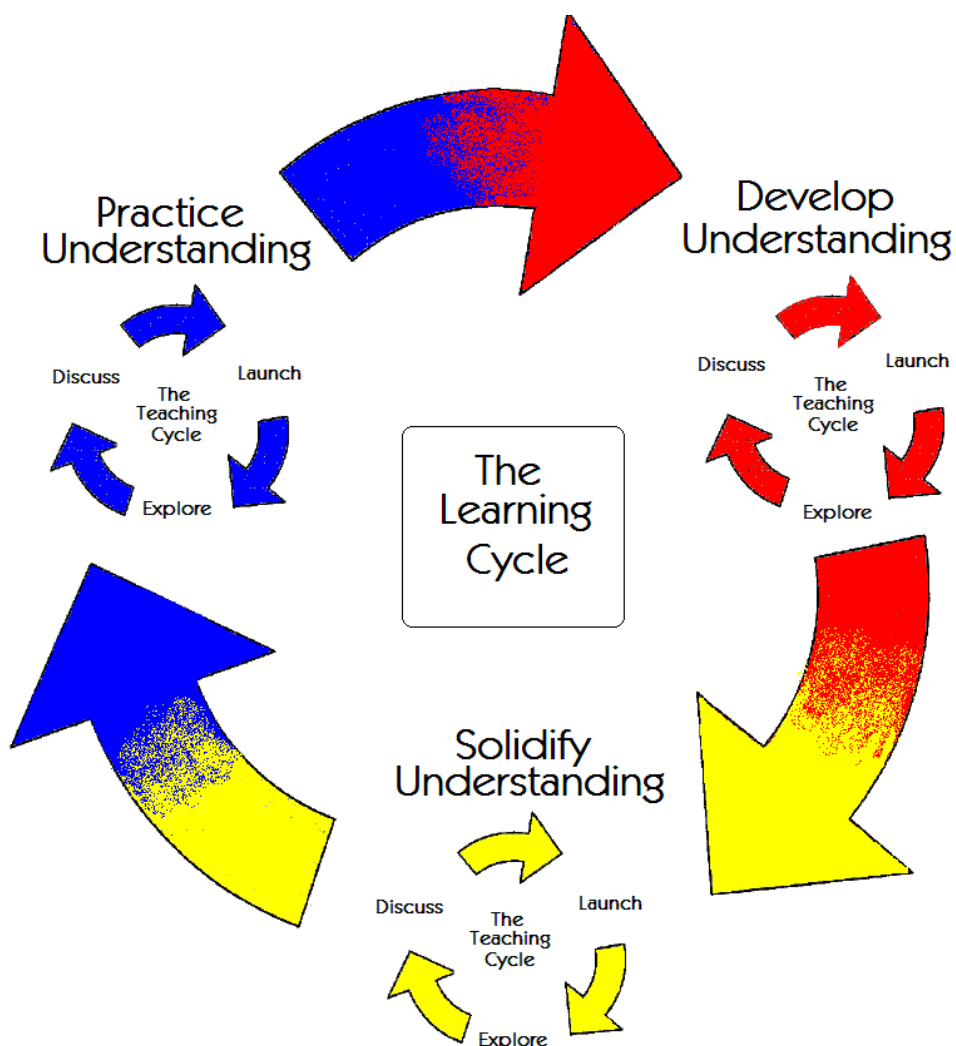 Practice
Understanding
Discuss
Launch
The
Teaching
Cycle
Explore
Develop
Understanding
Discuss
Launch
The
Teaching
Cycle
Explore
The
Learning
Cycle
Solidify
Understanding
Discuss
Launch
The
Teaching
Cycle
Explore